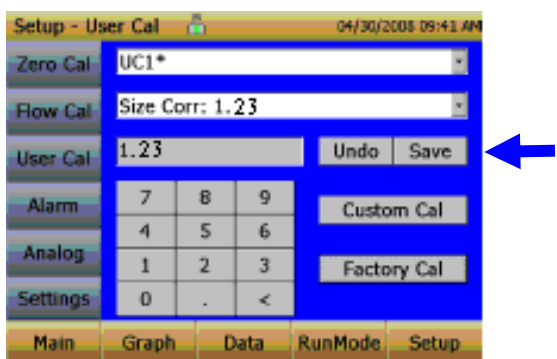 Setup - User Cal 04/30/2008 09:41 AM
Zero Cal UC1*
Flow Cal Size Corr: 1.23
User Cal 1.23 Undo Save
Alarm 7 8 9 Custom Cal
4 5 6
Analog 1 2 3 Factory Cal
Settings 0 . <
Main Graph Data RunMode Setup